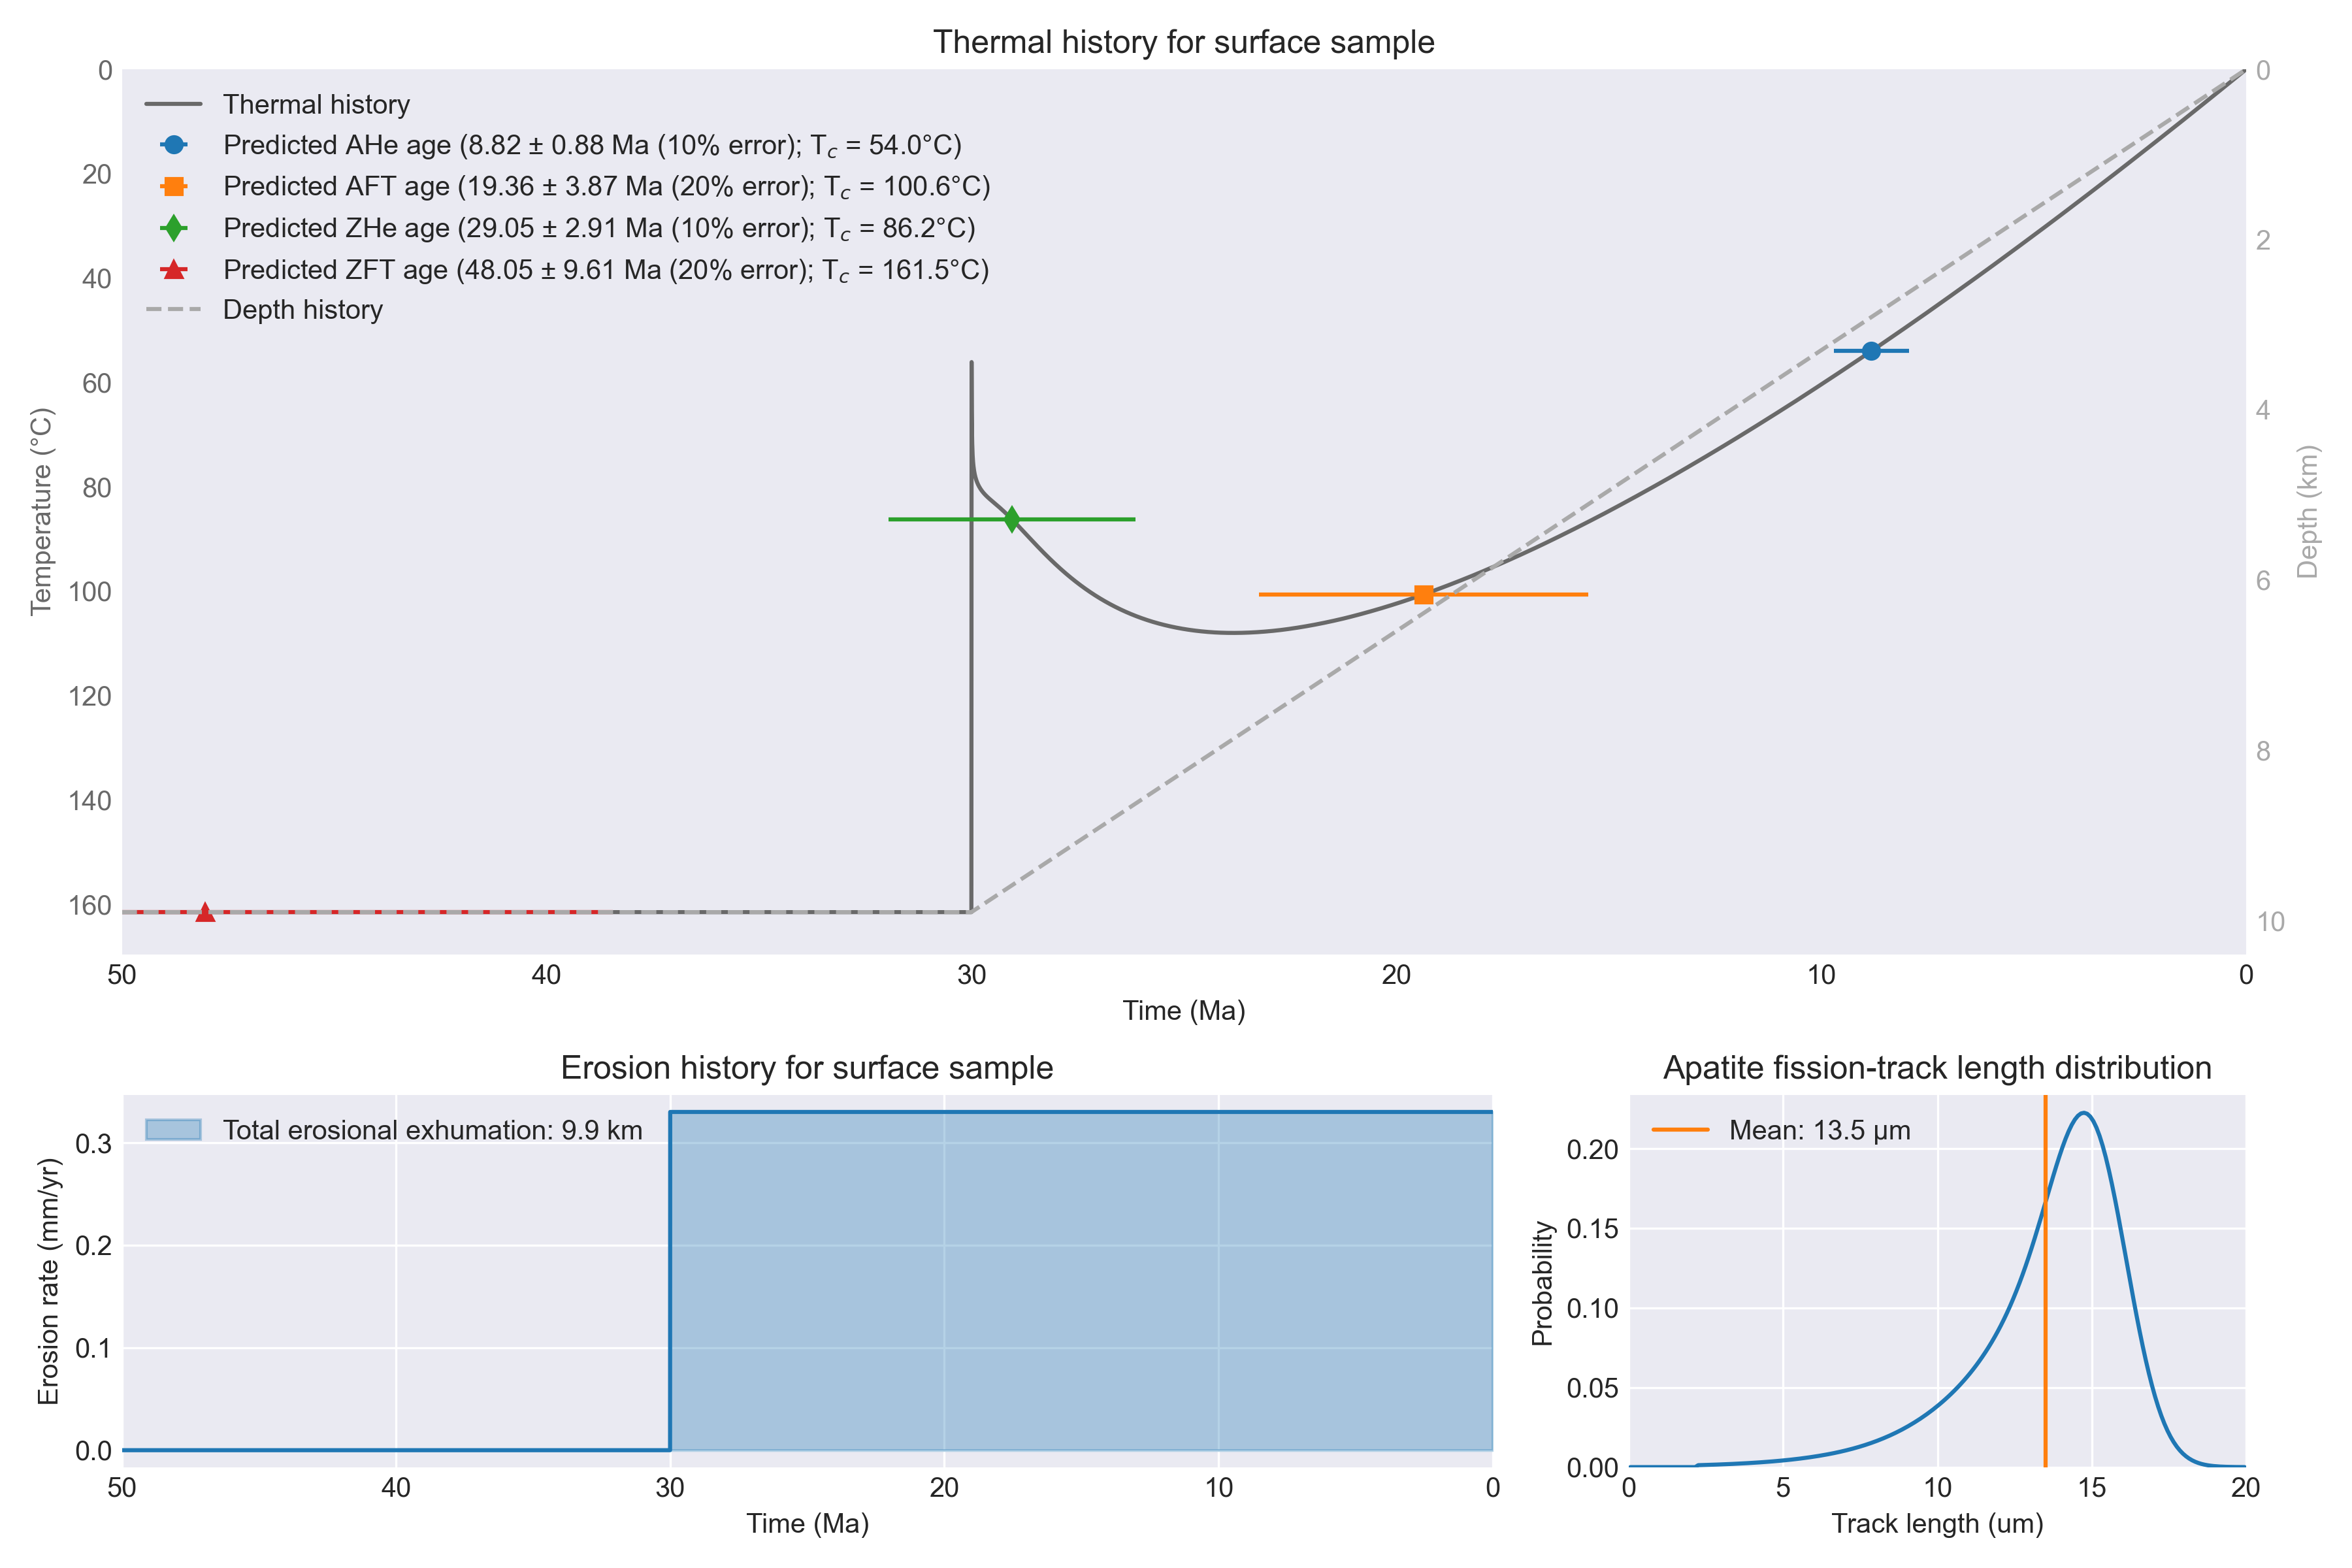 Thermal history for surface sample
Thermal history
Predicted AHe age (8.82 ± 0.88 Ma (10% error); Tc = 54.0°C)
Predicted AFT age (19.36 ± 3.87 Ma (20% error); Tc = 100.6°C)
Predicted ZHe age (29.05 ± 2.91 Ma (10% error); Tc = 86.2°C)
Predicted ZFT age (48.05 ± 9.61 Ma (20% error); Tc = 161.5°C)
Depth history
Temperature (°C)
0
20
40
60
80
100
120
140
160
Depth (km)
0
2
4
6
8
10
50 40 30 20 10 0
Time (Ma)
Erosion history for surface sample
Total erosional exhumation: 9.9 km
Erosion rate (mm/yr)
0.3
0.2
0.1
0.0
50 40 30 20 10 0
Time (Ma)
Apatite fission-track length distribution
Mean: 13.5 µm
Probability
0.20
0.15
0.10
0.05
0.00
0 5 10 15 20
Track length (um)